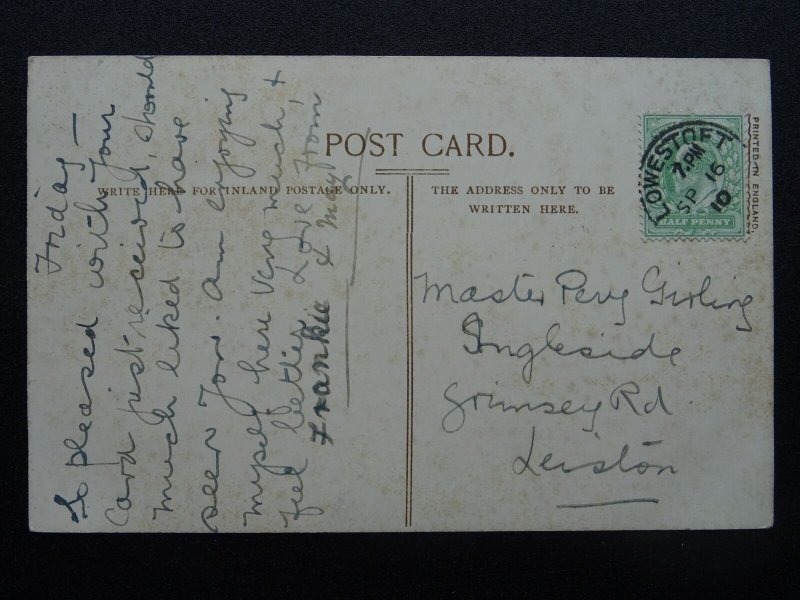 POST CARD.
WRITE HERE FOR INLAND POSTAGE ONLY.
THE ADDRESS ONLY TO BE
WRITTEN HERE.
PRINTED IN ENGLAND.
LOWESTOFT
7. PM
SP 16
10
HALF PENNY
Friday —
So pleased with your
card just received, should
much liked to have
seen you. Am enjoying
myself here very much, &
feel better, Love from
Frankie & May
Master Percy Girling
Ingleside
Grimsey Rd
Leiston